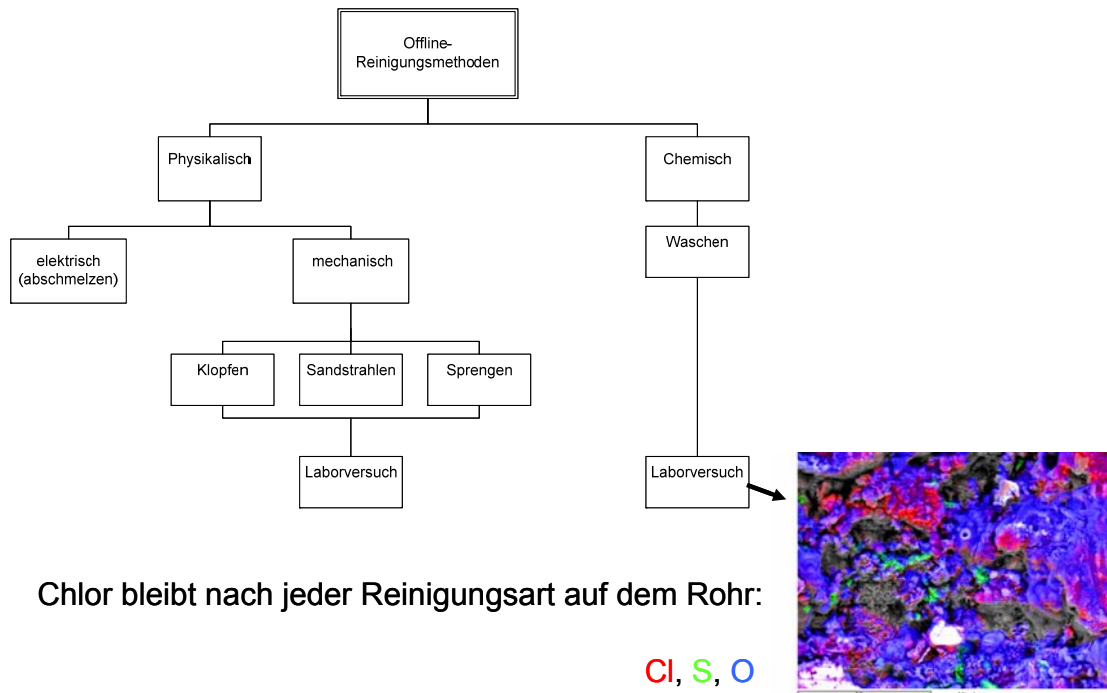 Offline-
Reinigungsmethoden
Physikalisch
Chemisch
elektrisch
(abschmelzen)
mechanisch
Waschen
Klopfen
Sandstrahlen
Sprengen
Laborversuch
Laborversuch
Chlor bleibt nach jeder Reinigungsart auf dem Rohr:
Cl, S, O